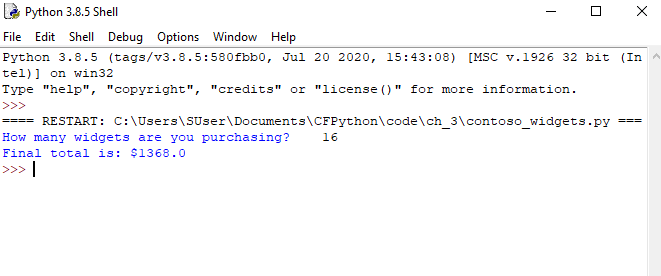 Python 3.8.5 Shell
File Edit Shell Debug Options Window Help
Python 3.8.5 (tags/v3.8.5:580fbb0, Jul 20 2020, 15:43:08) [MSC v.1926 32 bit (In
tel)] on win32
Type "help", "copyright", "credits" or "license()" for more information.
>>>
==== RESTART: C:\Users\SUser\Documents\CFPython\code\ch_3\contoso_widgets.py ===
How many widgets are you purchasing?    16
Final total is: $1368.0
>>>